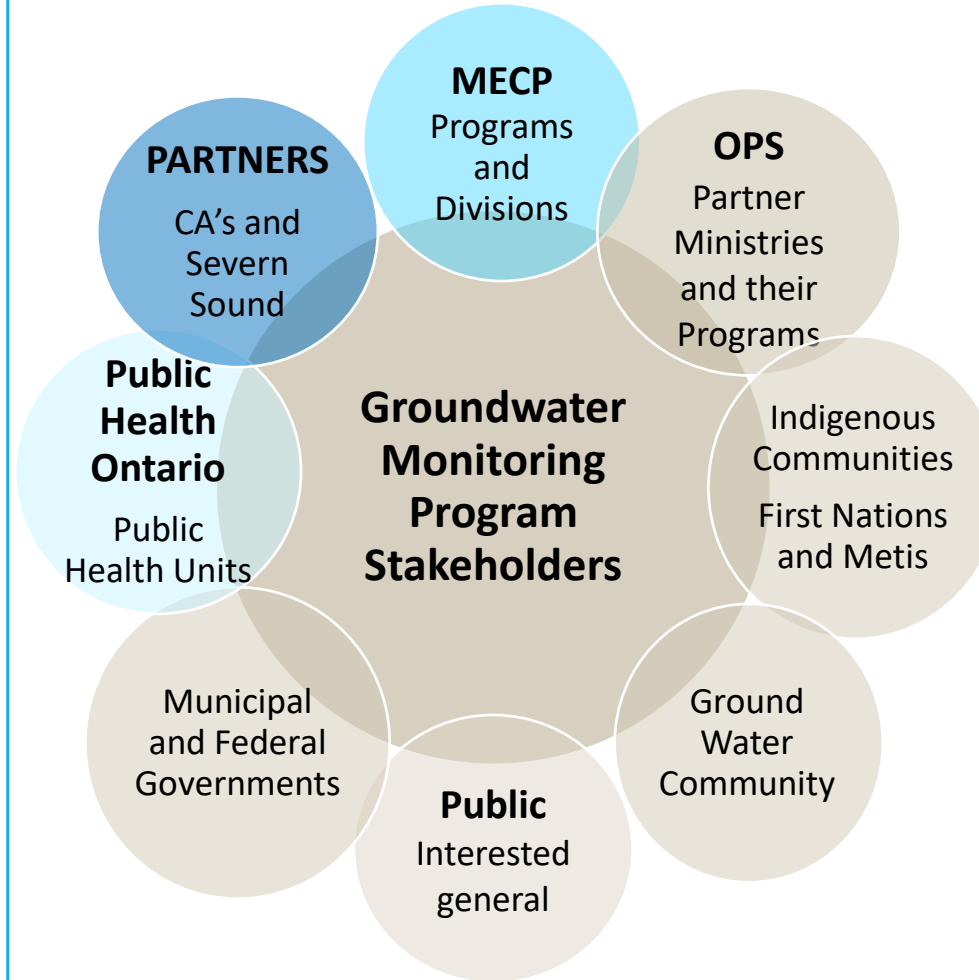 MECP
Programs
and
Divisions
OPS
Partner
Ministries
and their
Programs
Indigenous
Communities
First Nations
and Metis
Ground
Water
Community
Public
Interested
general
Municipal
and Federal
Governments
Public
Health
Ontario
Public
Health Units
PARTNERS
CA's and
Severn
Sound
Groundwater
Monitoring
Program
Stakeholders